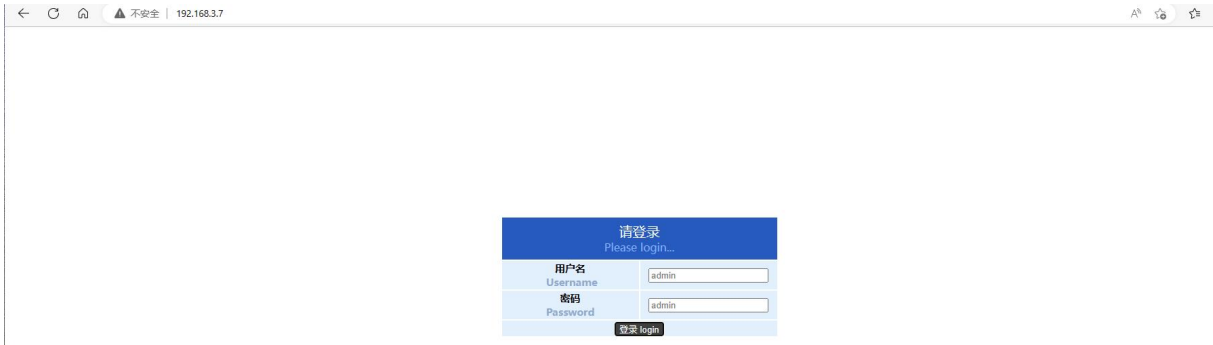 不安全 | 192.168.3.7
请登录
Please login...
用户名
Username
admin
密码
Password
admin
登录 login